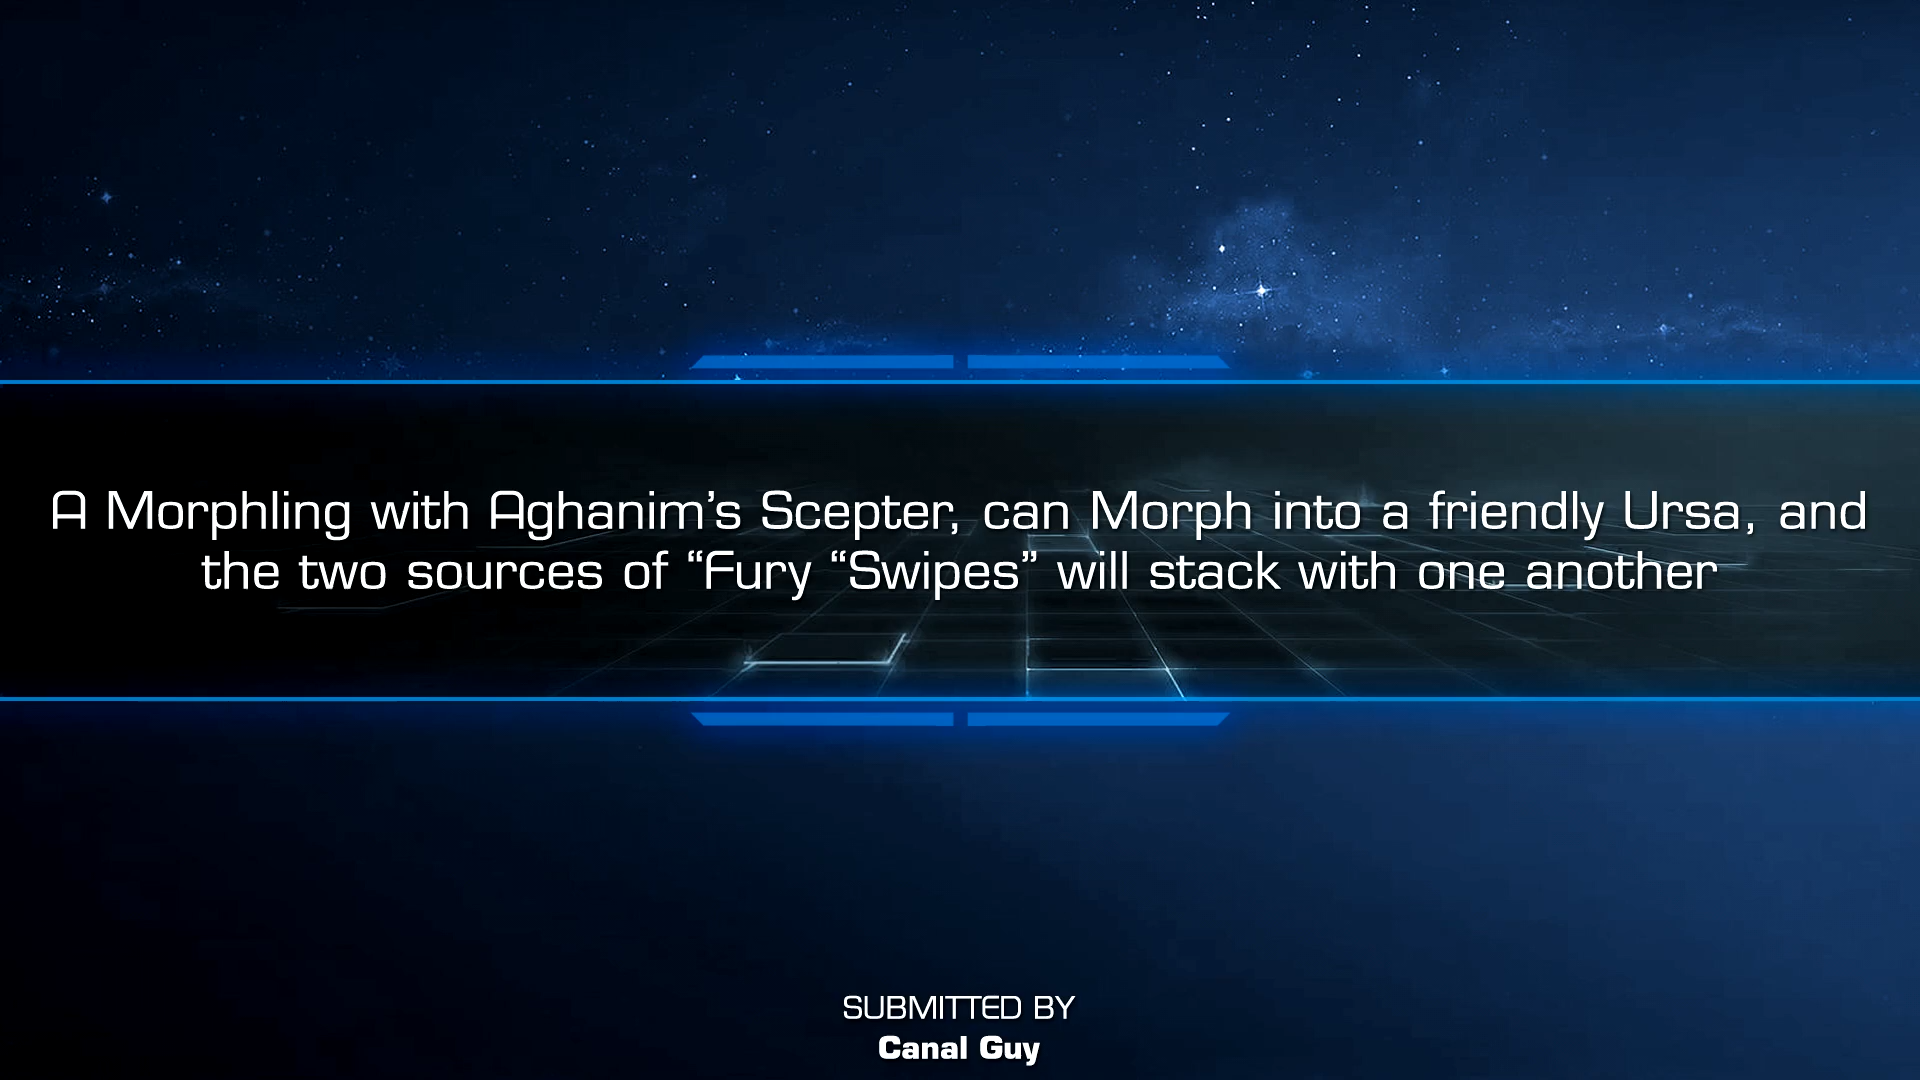 A Morphling with Aghanim’s Scepter, can Morph into a friendly Ursa, and
the two sources of “Fury “Swipes” will stack with one another
SUBMITTED BY
Canal Guy